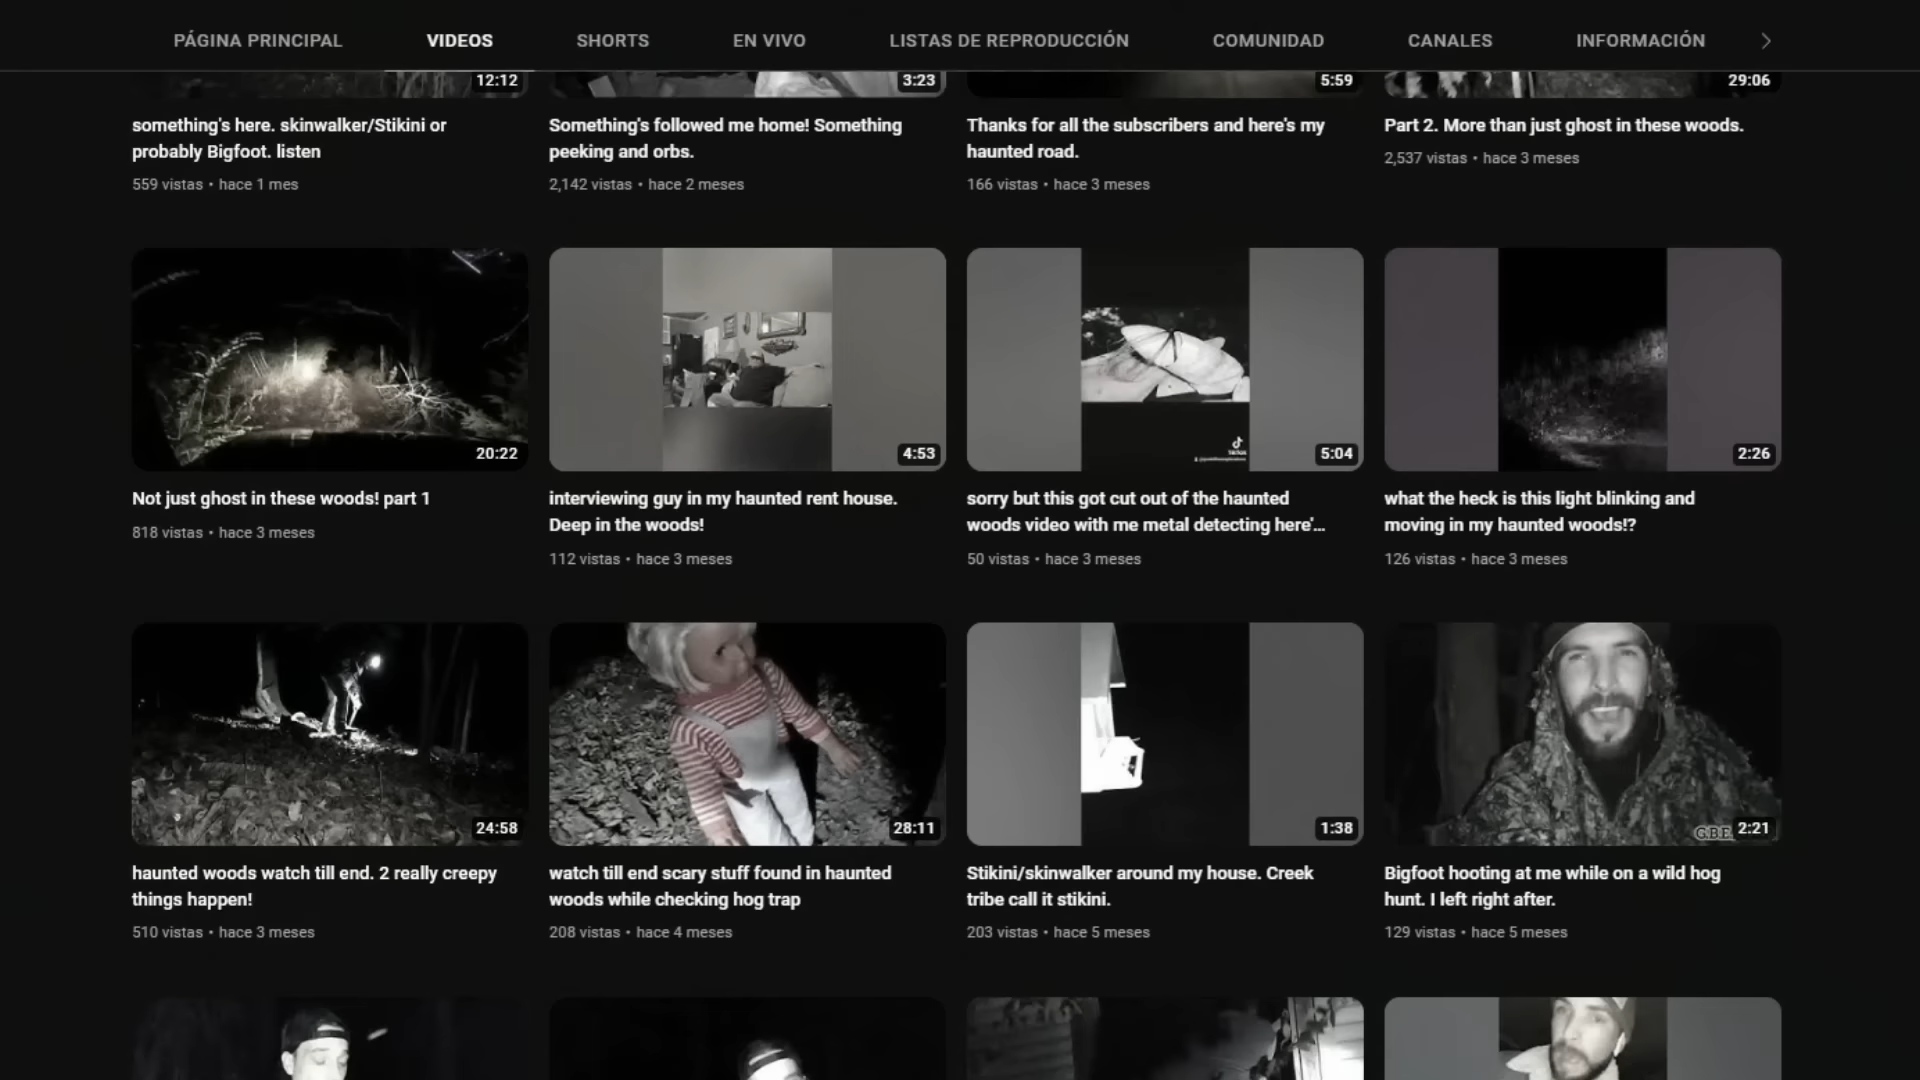 PÁGINA PRINCIPAL
VIDEOS
SHORTS
EN VIVO
LISTAS DE REPRODUCCIÓN
COMUNIDAD
CANALES
INFORMACIÓN
12:12
3:23
5:59
29:06
something's here. skinwalker/Stikini or
probably Bigfoot. listen
559 vistas • hace 1 mes
Something's followed me home! Something
peeking and orbs.
2,142 vistas • hace 2 meses
Thanks for all the subscribers and here's my
haunted road.
166 vistas • hace 3 meses
Part 2. More than just ghost in these woods.
2,537 vistas • hace 3 meses
20:22
4:53
5:04
2:26
Not just ghost in these woods! part 1
818 vistas • hace 3 meses
interviewing guy in my haunted rent house.
Deep in the woods!
112 vistas • hace 3 meses
sorry but this got cut out of the haunted
woods video with me metal detecting here'...
50 vistas • hace 3 meses
what the heck is this light blinking and
moving in my haunted woods!?
126 vistas • hace 3 meses
24:58
28:11
1:38
GBE
2:21
haunted woods watch till end. 2 really creepy
things happen!
510 vistas • hace 3 meses
watch till end scary stuff found in haunted
woods while checking hog trap
208 vistas • hace 4 meses
Stikini/skinwalker around my house. Creek
tribe call it stikini.
203 vistas • hace 5 meses
Bigfoot hooting at me while on a wild hog
hunt. I left right after.
129 vistas • hace 5 meses